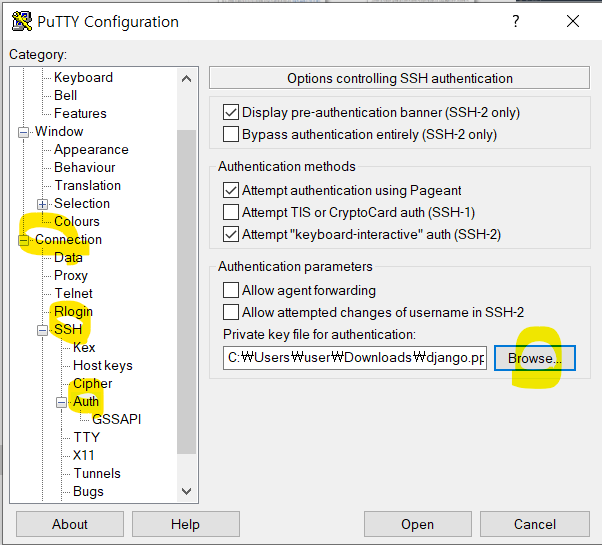 PuTTY Configuration
?
Category:
Keyboard
Bell
Features
Window
Appearance
Behaviour
Translation
Selection
Colours
Connection
Data
Proxy
Telnet
Rlogin
SSH
Kex
Host keys
Cipher
Auth
GSSAPI
TTY
X11
Tunnels
Bugs
Options controlling SSH authentication
Display pre-authentication banner (SSH-2 only)
Bypass authentication entirely (SSH-2 only)
Authentication methods
Attempt authentication using Pageant
Attempt TIS or CryptoCard auth (SSH-1)
Attempt "keyboard-interactive" auth (SSH-2)
Authentication parameters
Allow agent forwarding
Allow attempted changes of username in SSH-2
Private key file for authentication:
C:₩Users₩user₩Downloads₩django.pp Browse...
About Help Open Cancel